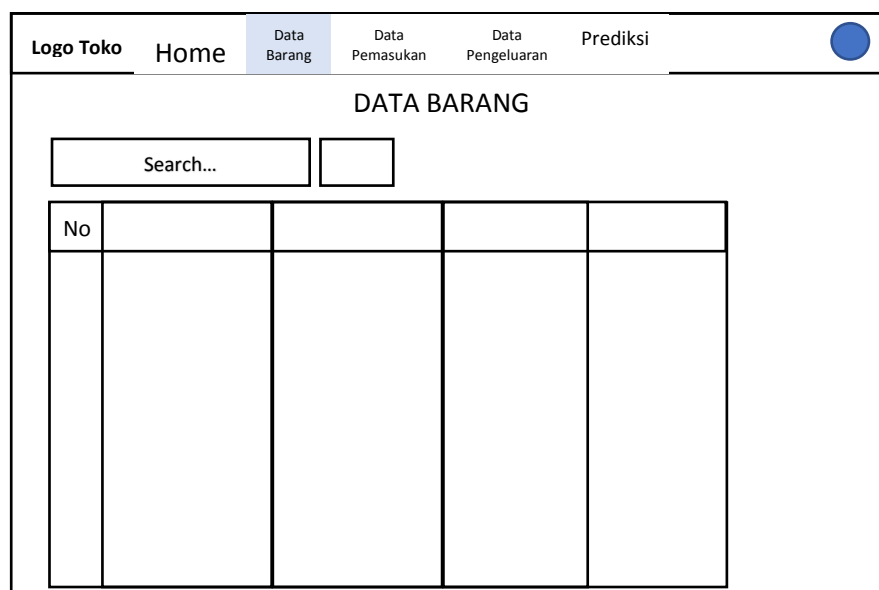 Logo Toko
Home
Data
Barang
Data
Pemasukan
Data
Pengeluaran
Prediksi
DATA BARANG
Search...
No